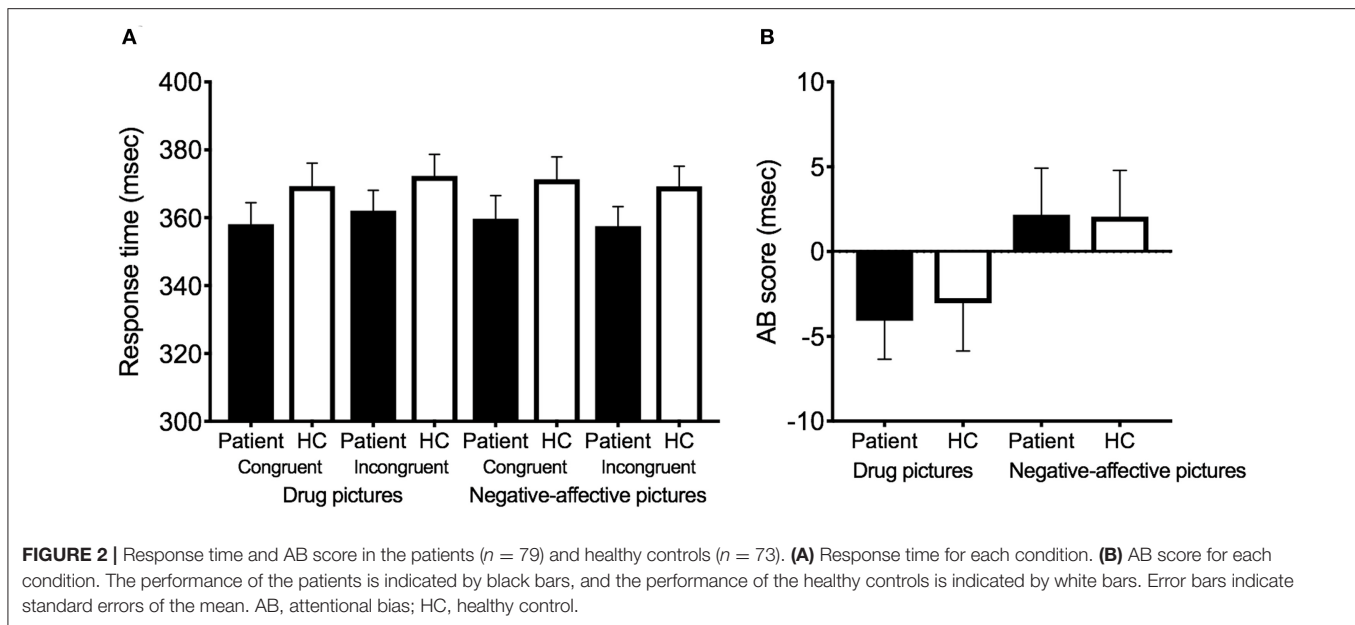 A
B
400
380
360
340
320
300
Response time (msec)
Patient HC Patient HC Patient HC Patient HC
Congruent Incongruent Congruent Incongruent
Drug pictures Negative-affective pictures
10
5
0
-5
-10
AB score (msec)
Patient HC Patient HC
Drug pictures Negative-affective pictures
FIGURE 2 | Response time and AB score in the patients (n = 79) and healthy controls (n = 73). (A) Response time for each condition. (B) AB score for each
condition. The performance of the patients is indicated by black bars, and the performance of the healthy controls is indicated by white bars. Error bars indicate
standard errors of the mean. AB, attentional bias; HC, healthy control.